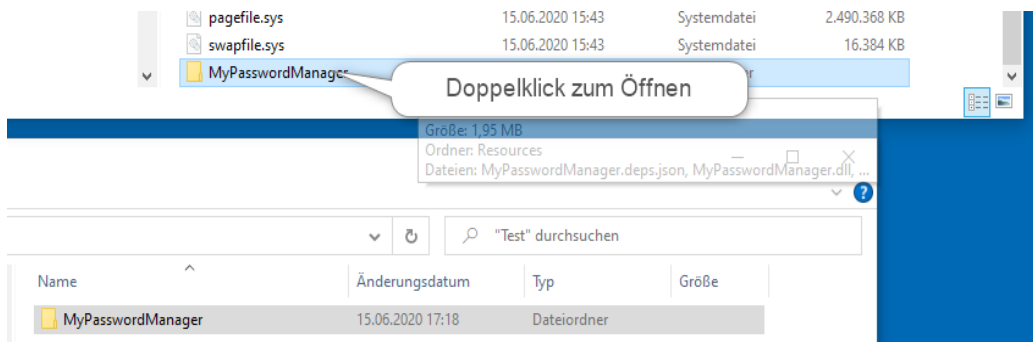 pagefile.sys 15.06.2020 15:43 Systemdatei 2.490.368 KB
swapfile.sys 15.06.2020 15:43 Systemdatei 16.384 KB
MyPasswordManager
Doppelklick zum Öffnen
Größe: 1,95 MB
Ordner: Resources
Dateien: MyPasswordManager.deps.json, MyPasswordManager.dll, ...
"Test" durchsuchen
Name Änderungsdatum Typ Größe
MyPasswordManager 15.06.2020 17:18 Dateiordner